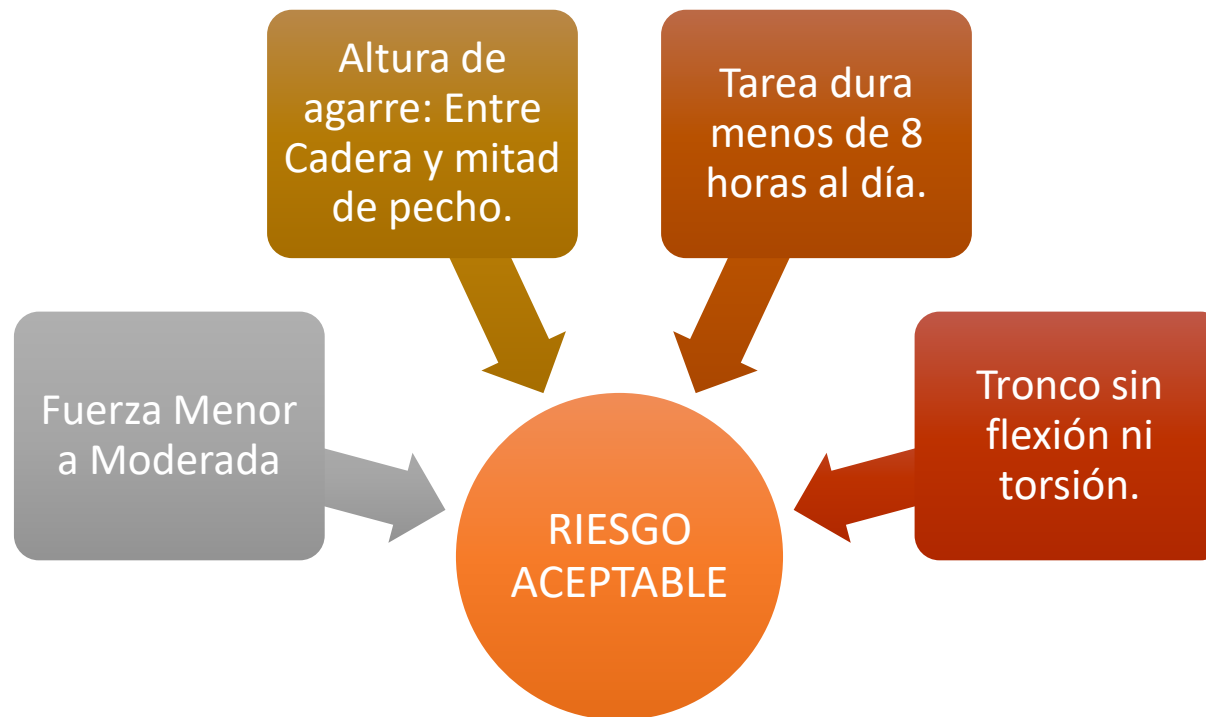 Altura de
agarre: Entre
Cadera y mitad
de pecho.
Tarea dura
menos de 8
horas al día.
Fuerza Menor
a Moderada
Tronco sin
flexión ni
torsión.
RIESGO
ACEPTABLE